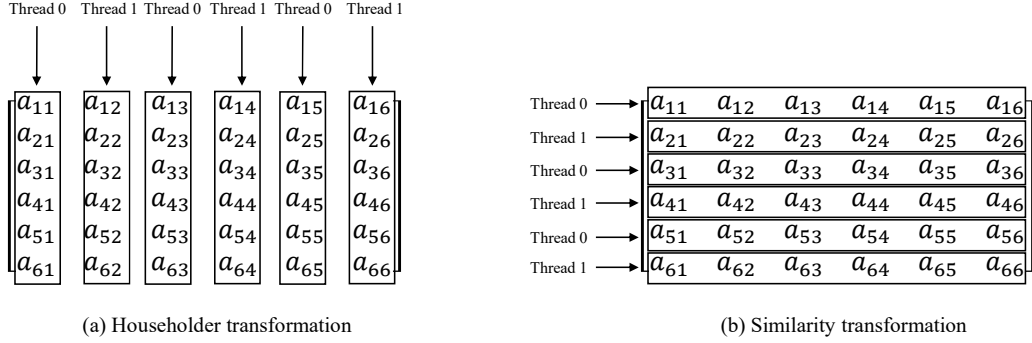 Thread 0 Thread 1 Thread 0 Thread 1 Thread 0 Thread 1
a11 a12 a13 a14 a15 a16
a21 a22 a23 a24 a25 a26
a31 a32 a33 a34 a35 a36
a41 a42 a43 a44 a45 a46
a51 a52 a53 a54 a55 a56
a61 a62 a63 a64 a65 a66
(a) Householder transformation
Thread 0 a11 a12 a13 a14 a15 a16
Thread 1 a21 a22 a23 a24 a25 a26
Thread 0 a31 a32 a33 a34 a35 a36
Thread 1 a41 a42 a43 a44 a45 a46
Thread 0 a51 a52 a53 a54 a55 a56
Thread 1 a61 a62 a63 a64 a65 a66
(b) Similarity transformation